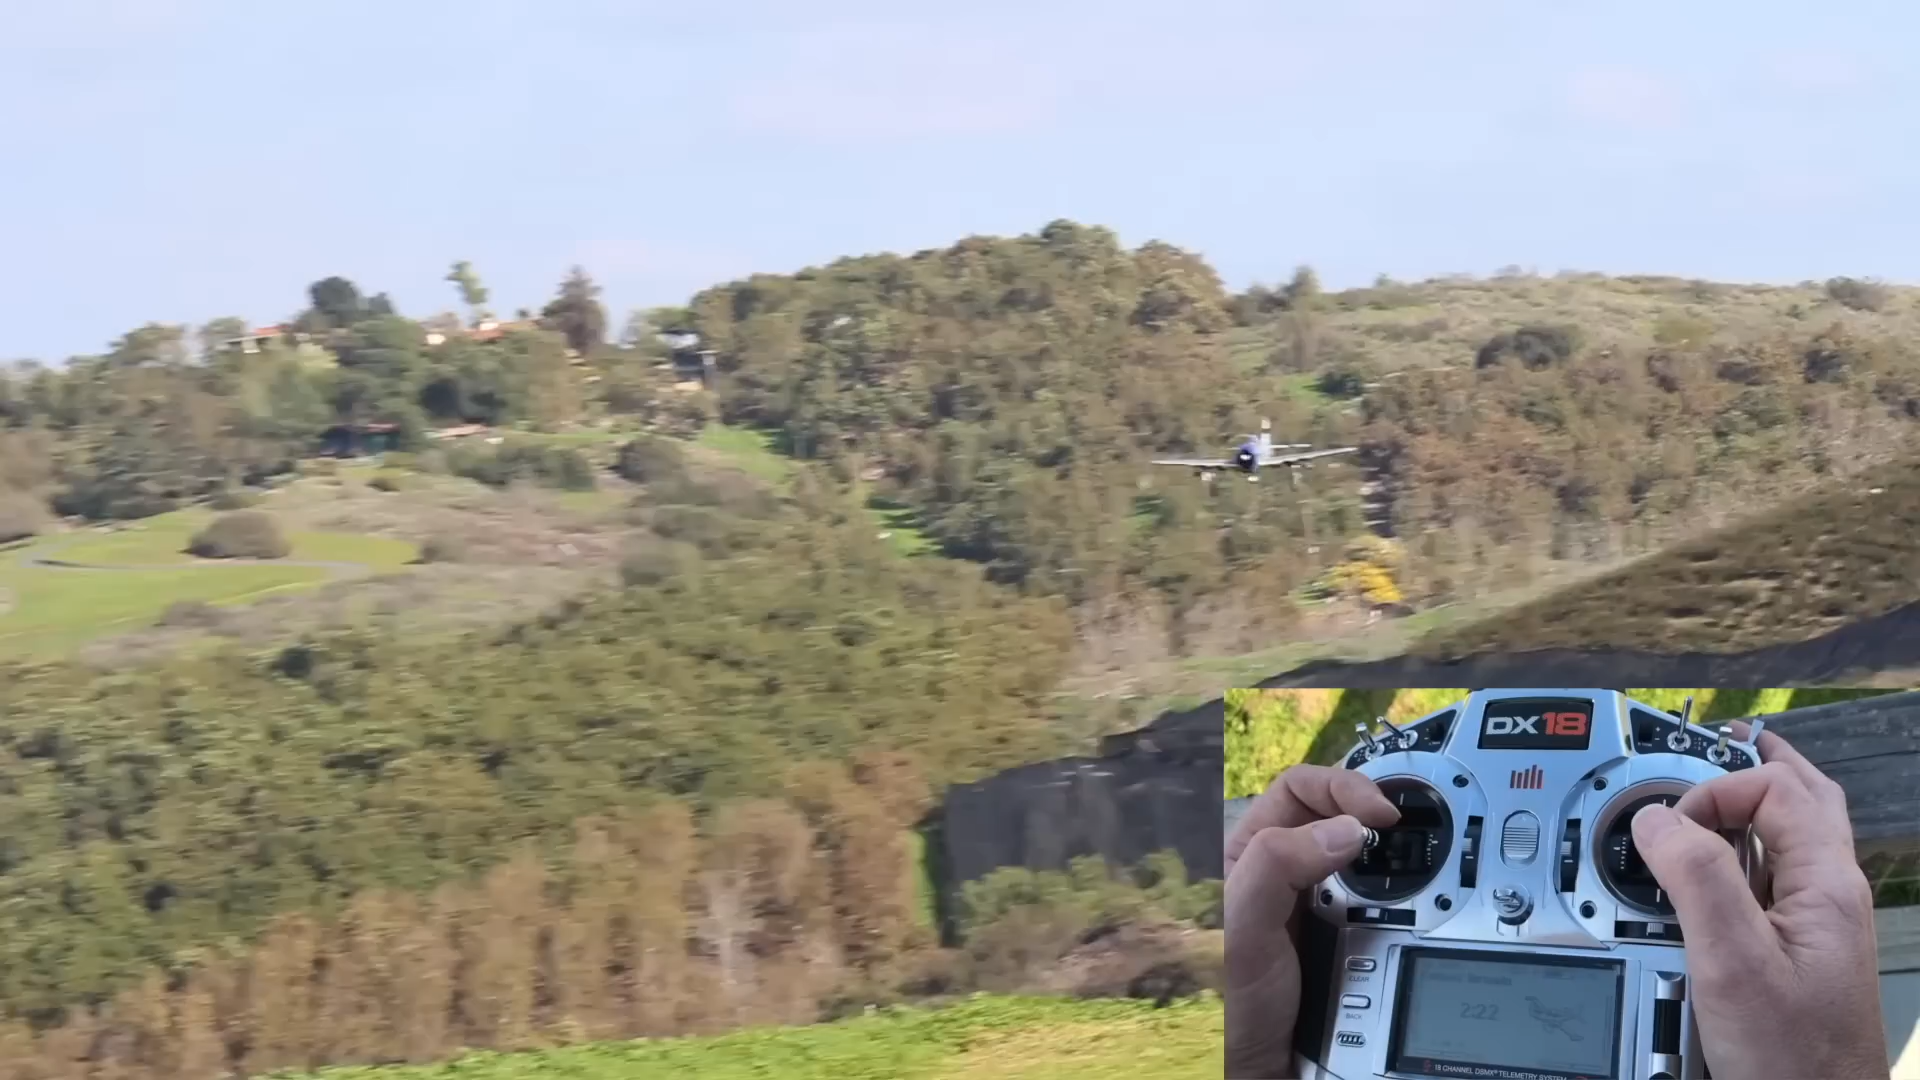 DX18
CLEAR
2:22
BACK
18 CHANNEL DSMX® TELEMETRY SYSTEM